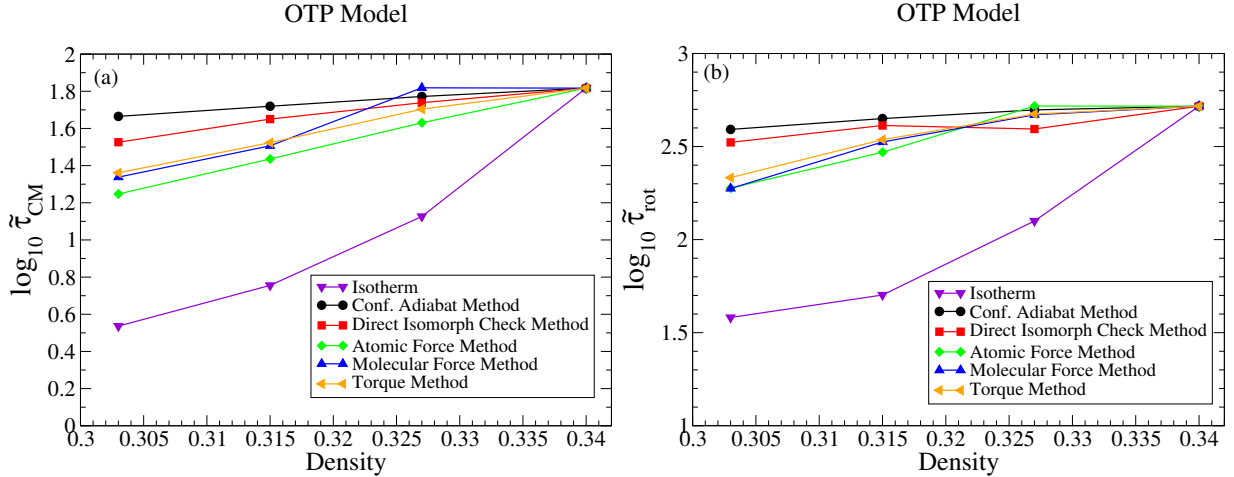 OTP Model
(a)
2
1.8
1.6
1.4
1.2
1
0.8
0.6
0.4
0.2
0
log10 τ̃CM
Isotherm
Conf. Adiabat Method
Direct Isomorph Check Method
Atomic Force Method
Molecular Force Method
Torque Method
0.3 0.305 0.31 0.315 0.32 0.325 0.33 0.335 0.34
Density
OTP Model
(b)
3
2.5
2
1.5
1
log10 τ̃rot
Isotherm
Conf. Adiabat Method
Direct Isomorph Check Method
Atomic Force Method
Molecular Force Method
Torque Method
0.3 0.305 0.31 0.315 0.32 0.325 0.33 0.335 0.34
Density